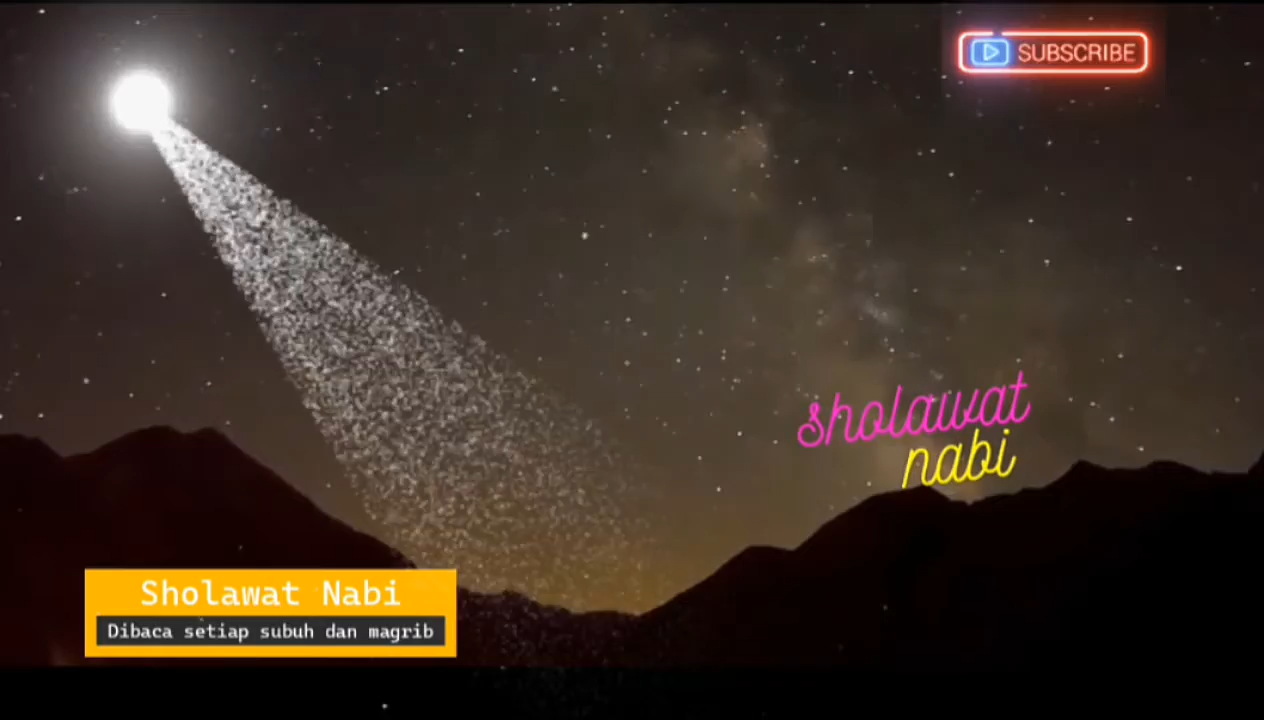 SUBSCRIBE
sholawat
nabi
Sholawat Nabi
Dibaca setiap subuh dan magrib